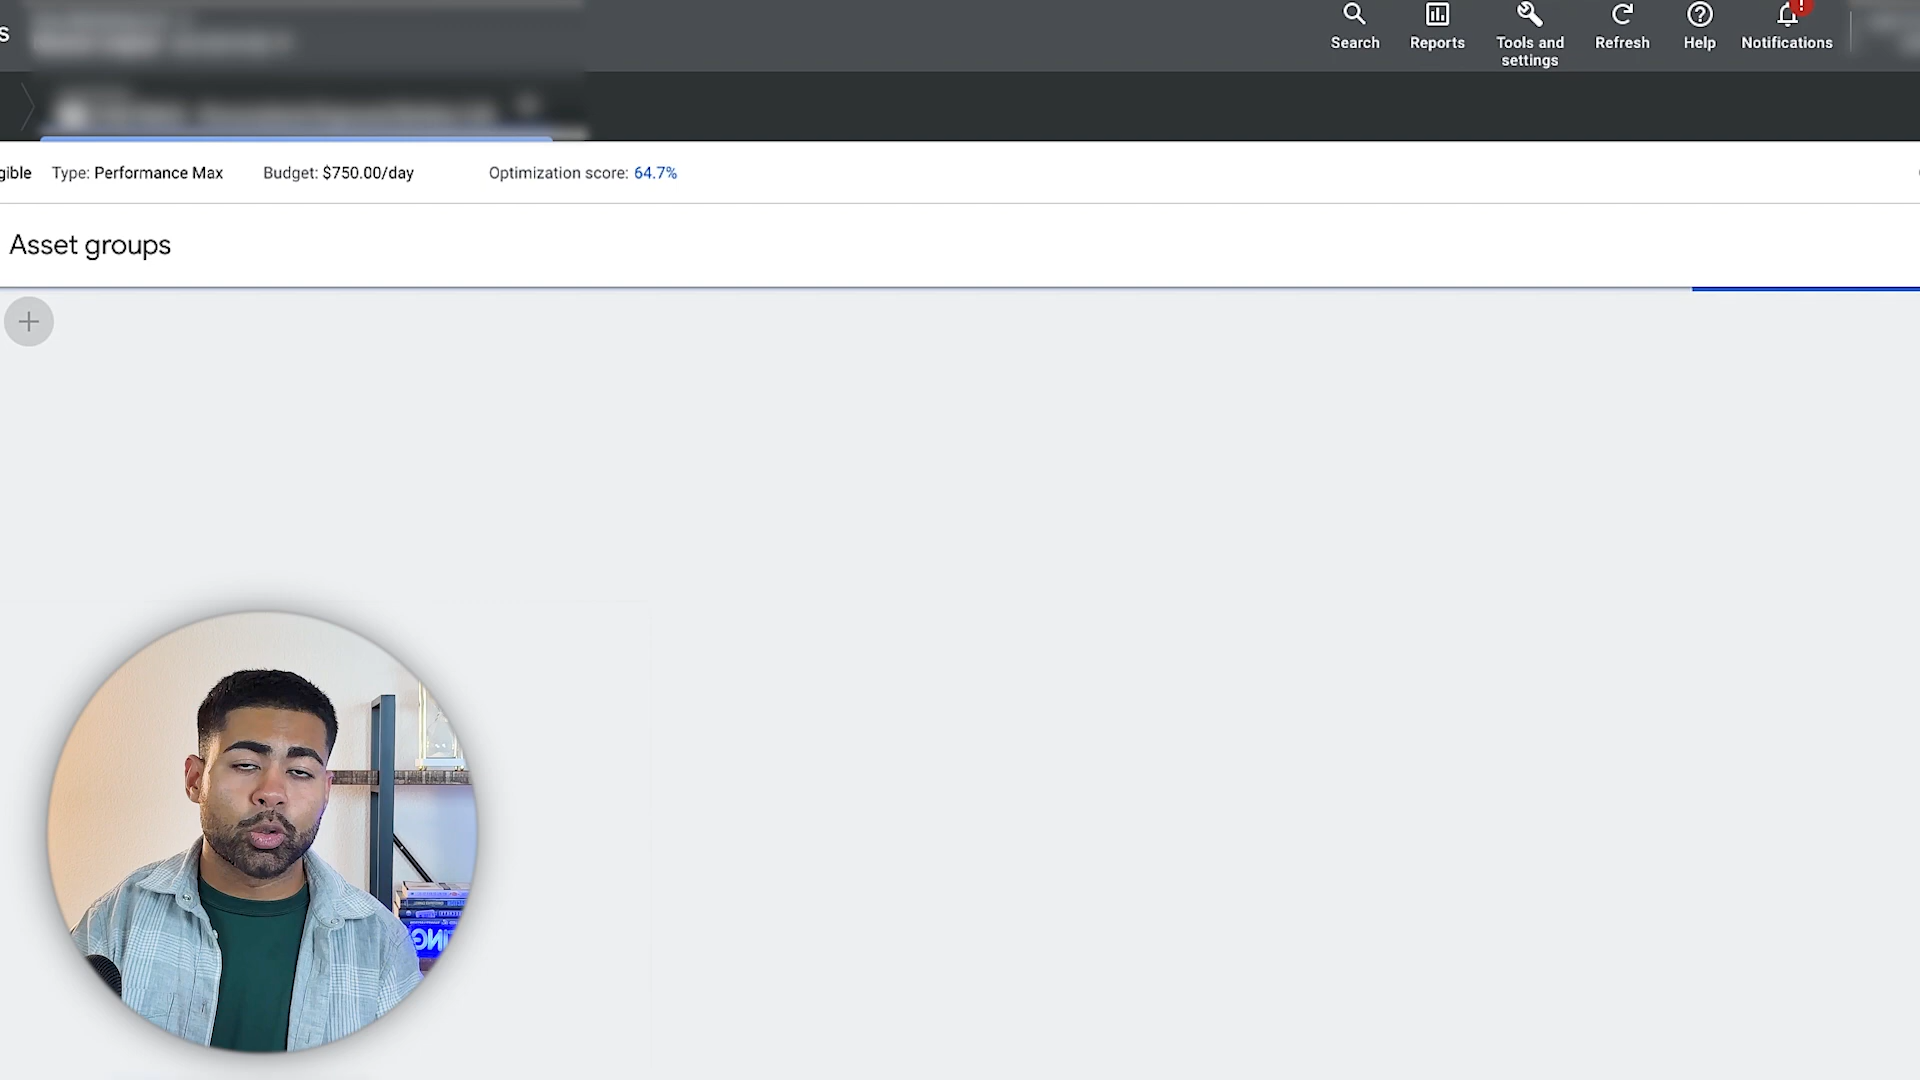 s
Search
Reports
Tools and
settings
Refresh
Help
Notifications
gible
Type: Performance Max
Budget: $750.00/day
Optimization score: 64.7%
Asset groups